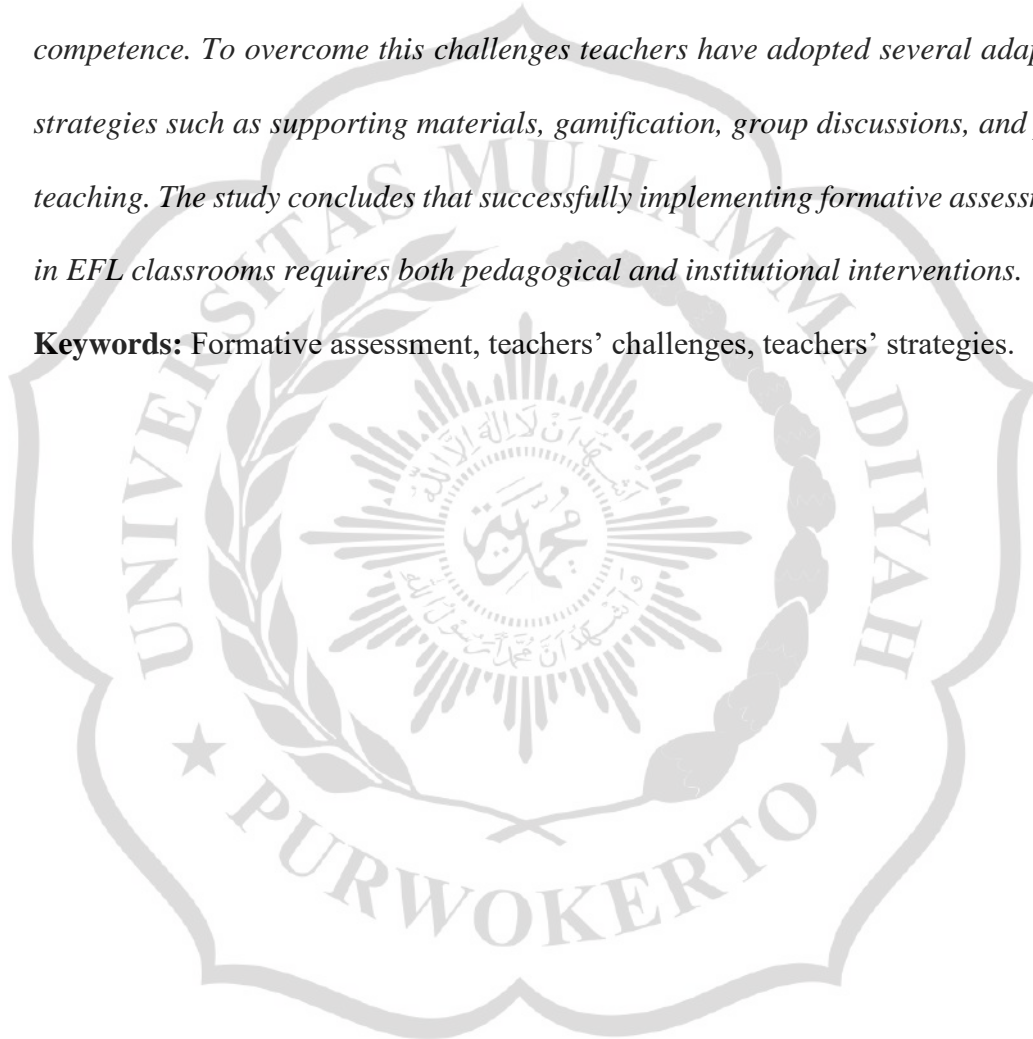 competence. To overcome this challenges teachers have adopted several
strategies such as supporting materials, gamification, group discussions, and
teaching. The study concludes that successfully implementing formative
in EFL classrooms requires both pedagogical and institutional interventions.
Keywords: Formative assessment, teachers’ challenges, teachers’ strategies.
UNIVERSITAS MUHAMMADIYAH
PURWOKERTO